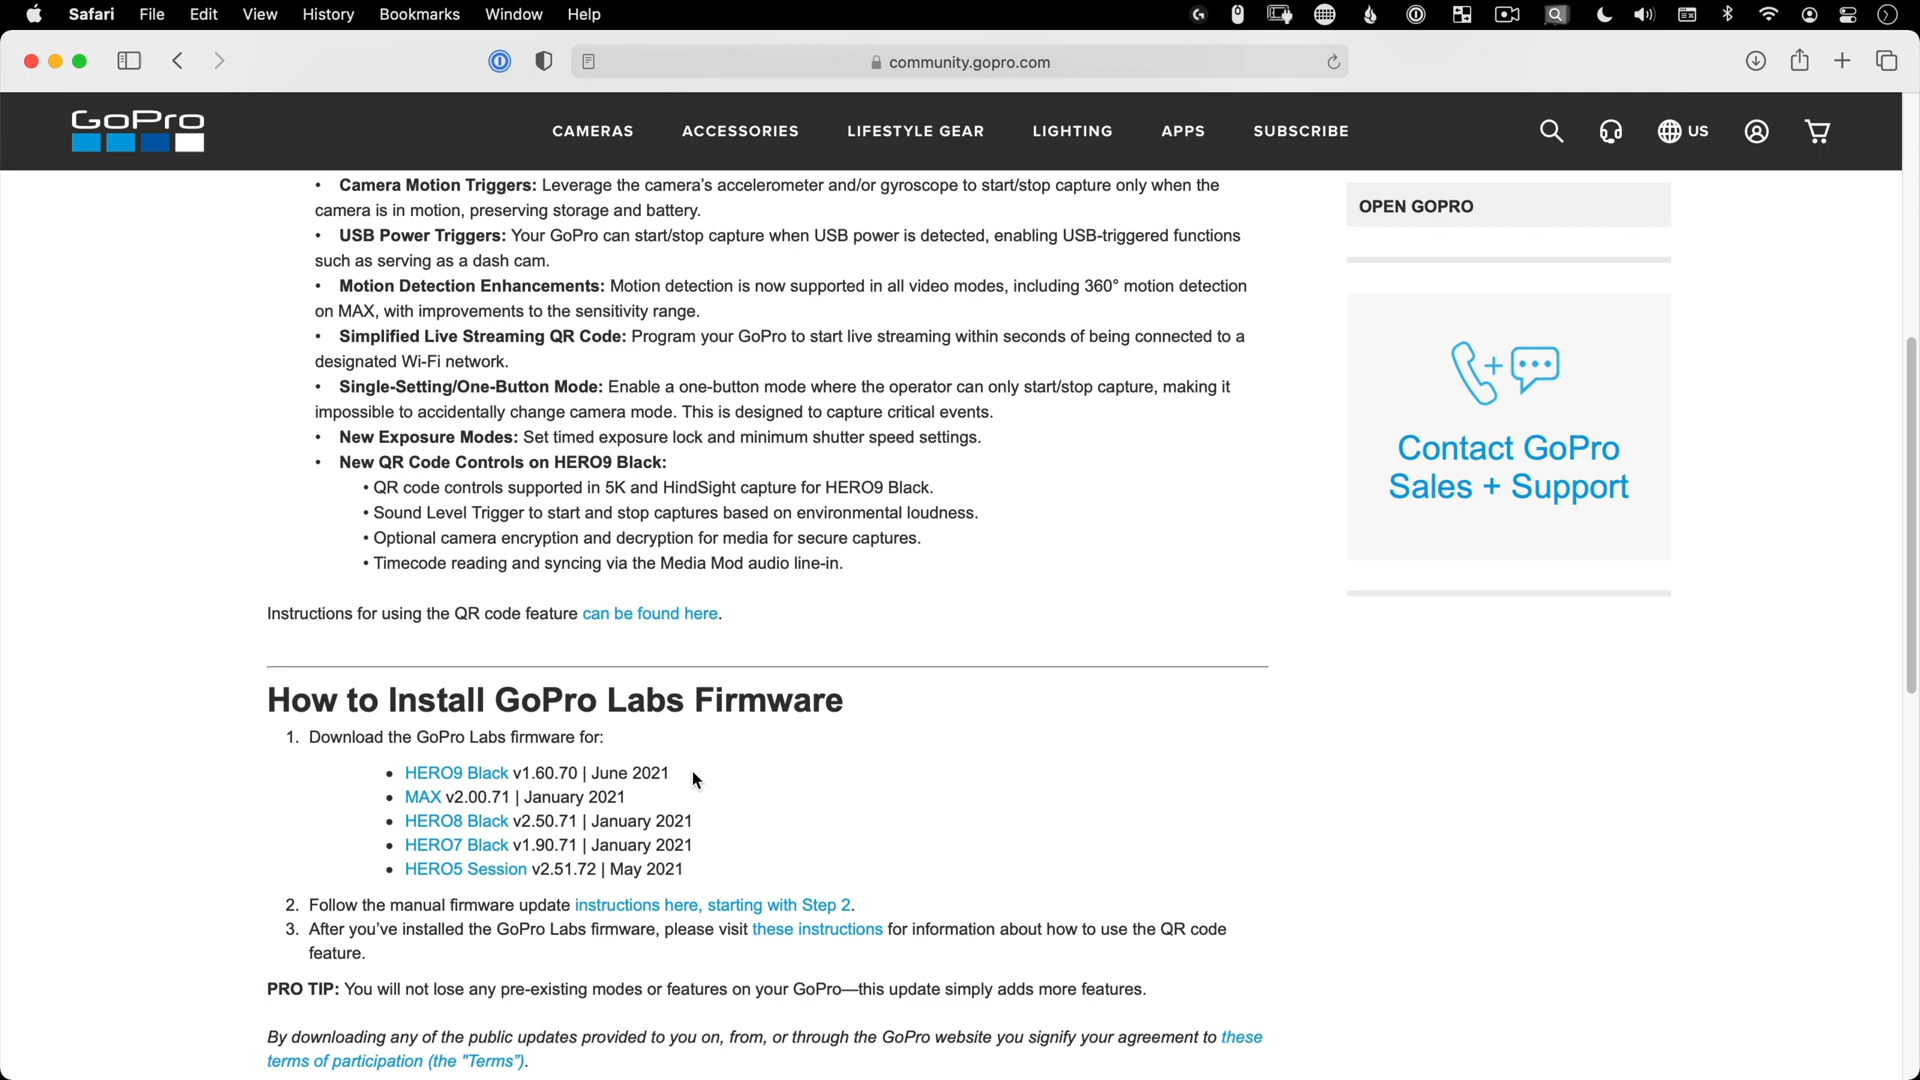 Safari File Edit View History Bookmarks Window Help
community.gopro.com
GoPro CAMERAS ACCESSORIES LIFESTYLE GEAR LIGHTING APPS SUBSCRIBE US
• Camera Motion Triggers: Leverage the camera's accelerometer and/or gyroscope to start/stop capture only when the
camera is in motion, preserving storage and battery.
• USB Power Triggers: Your GoPro can start/stop capture when USB power is detected, enabling USB-triggered functions
such as serving as a dash cam.
• Motion Detection Enhancements: Motion detection is now supported in all video modes, including 360° motion detection
on MAX, with improvements to the sensitivity range.
• Simplified Live Streaming QR Code: Program your GoPro to start live streaming within seconds of being connected to a
designated Wi-Fi network.
• Single-Setting/One-Button Mode: Enable a one-button mode where the operator can only start/stop capture, making it
impossible to accidentally change camera mode. This is designed to capture critical events.
• New Exposure Modes: Set timed exposure lock and minimum shutter speed settings.
• New QR Code Controls on HERO9 Black:
• QR code controls supported in 5K and HindSight capture for HERO9 Black.
• Sound Level Trigger to start and stop captures based on environmental loudness.
• Optional camera encryption and decryption for media for secure captures.
• Timecode reading and syncing via the Media Mod audio line-in.
Instructions for using the QR code feature can be found here.
How to Install GoPro Labs Firmware
1. Download the GoPro Labs firmware for:
• HERO9 Black v1.60.70 | June 2021
• MAX v2.00.71 | January 2021
• HERO8 Black v2.50.71 | January 2021
• HERO7 Black v1.90.71 | January 2021
• HERO5 Session v2.51.72 | May 2021
2. Follow the manual firmware update instructions here, starting with Step 2.
3. After you've installed the GoPro Labs firmware, please visit these instructions for information about how to use the QR code
feature.
PRO TIP: You will not lose any pre-existing modes or features on your GoPro—this update simply adds more features.
By downloading any of the public updates provided to you on, from, or through the GoPro website you signify your agreement to these
terms of participation (the "Terms").
OPEN GOPRO
Contact GoPro
Sales + Support